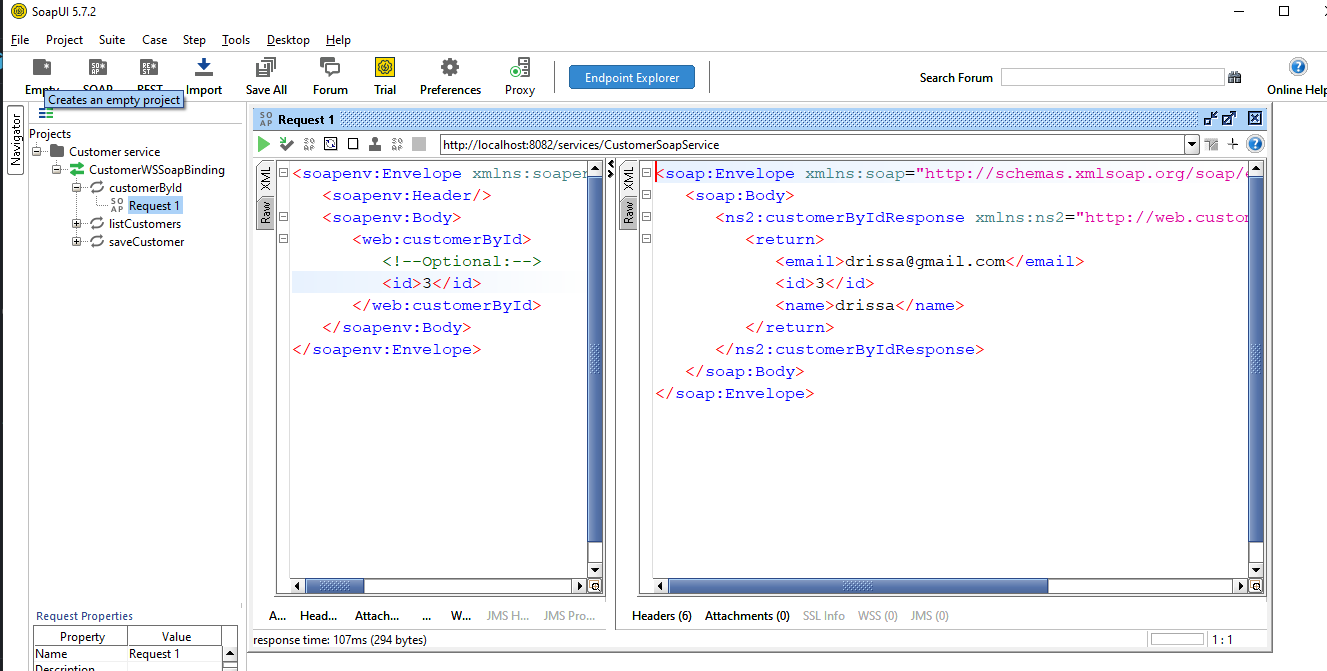 SoapUI 5.7.2
File Project Suite Case Step Tools Desktop Help
Empty SOAP REST Import Save All Forum Trial Preferences Proxy Endpoint Explorer Search Forum Online Help
Creates an empty project
Navigator
Projects
Customer service
CustomerWSSoapBinding
customerById
SOAP Request 1
listCustomers
saveCustomer
Request Properties
Property Value
Name Request 1
Description
SOAP Request 1
http://localhost:8082/services/CustomerSoapService
XML
Raw
<soapenv:Envelope xmlns:soapen
<soapenv:Header/>
<soapenv:Body>
<web:customerById>
<!--Optional:-->
<id>3</id>
</web:customerById>
</soapenv:Body>
</soapenv:Envelope>
A... Head... Attach... ... W... JMS H... JMS Pro...
XML
Raw
<soap:Envelope xmlns:soap="http://schemas.xmlsoap.org/soap/e
<soap:Body>
<ns2:customerByIdResponse xmlns:ns2="http://web.custom
<return>
<email>drissa@gmail.com</email>
<id>3</id>
<name>drissa</name>
</return>
</ns2:customerByIdResponse>
</soap:Body>
</soap:Envelope>
Headers (6) Attachments (0) SSL Info WSS (0) JMS (0)
response time: 107ms (294 bytes)
1 : 1